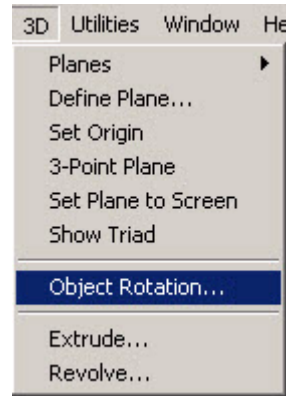 3D Utilities Window He
Planes
Define Plane...
Set Origin
3-Point Plane
Set Plane to Screen
Show Triad
Object Rotation...
Extrude...
Revolve...